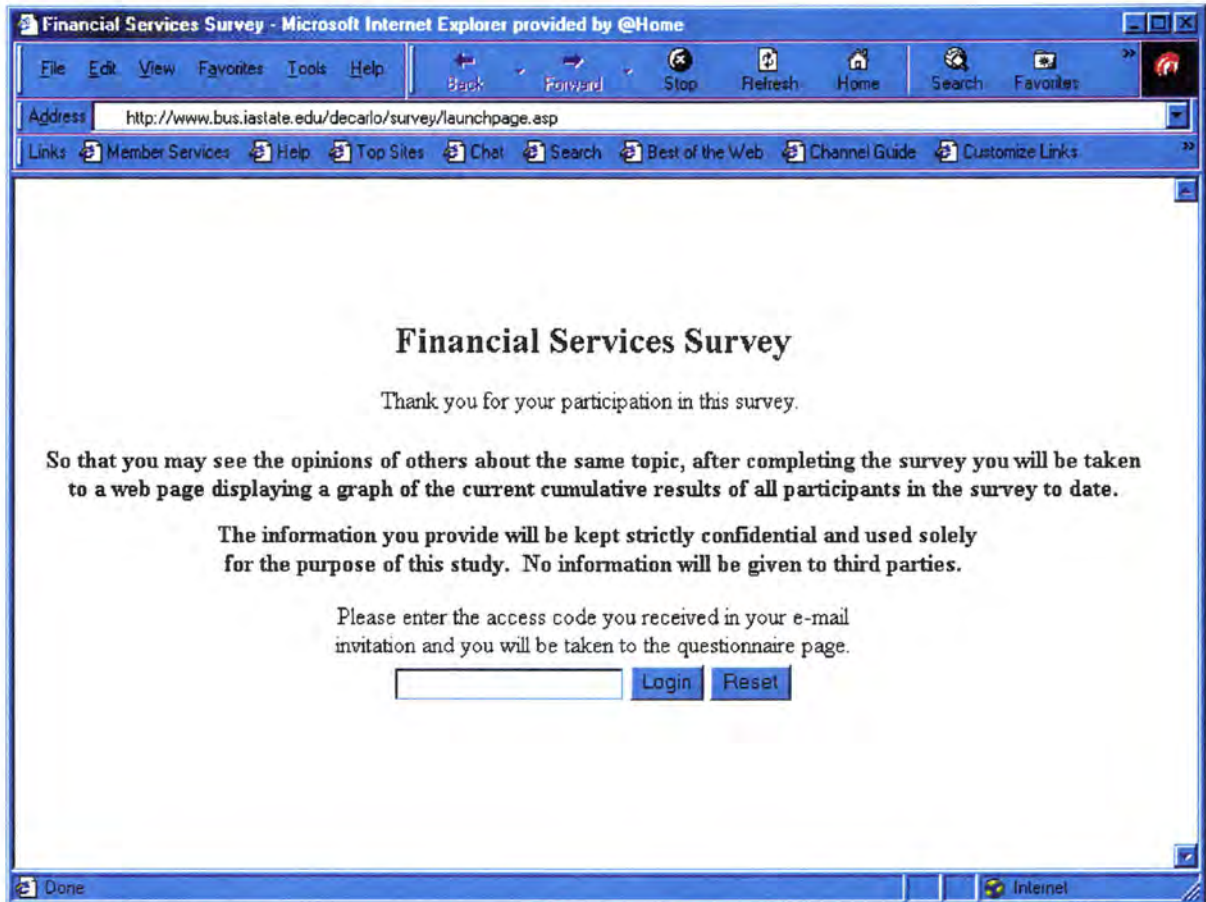 Financial Services Survey - Microsoft Internet Explorer provided by @Home
File Edit View Favorites Tools Help Back Forward Stop Refresh Home Search Favorites »
Address http://www.bus.iastate.edu/decarlo/survey/launchpage.asp
Links Member Services Help Top Sites Chat Search Best of the Web Channel Guide Customize Links »
Financial Services Survey
Thank you for your participation in this survey.
So that you may see the opinions of others about the same topic, after completing the survey you will be taken
to a web page displaying a graph of the current cumulative results of all participants in the survey to date.
The information you provide will be kept strictly confidential and used solely
for the purpose of this study. No information will be given to third parties.
Please enter the access code you received in your e-mail
invitation and you will be taken to the questionnaire page.
Login Reset
Done Internet